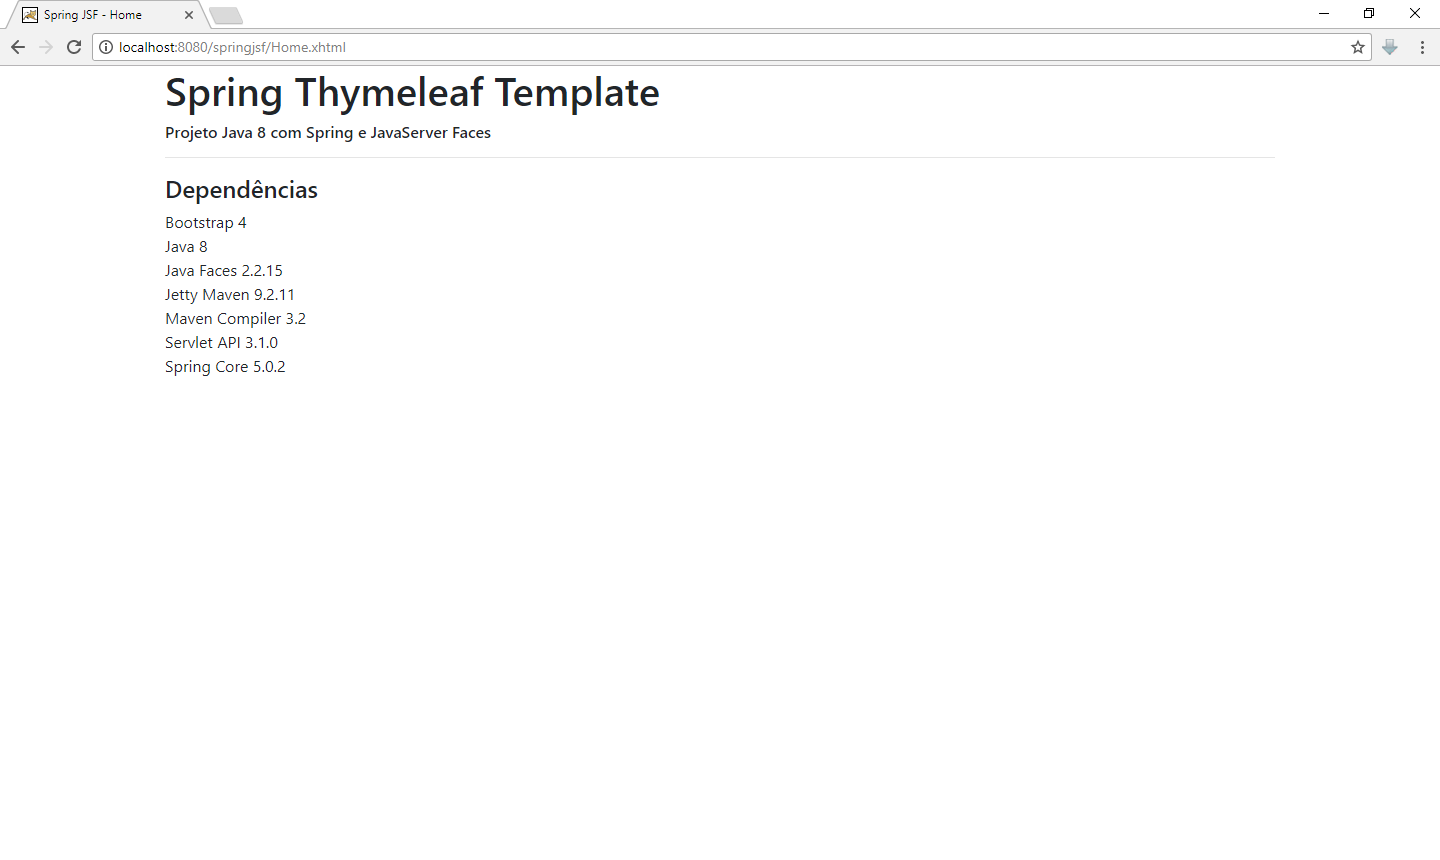 Spring JSF - Home
localhost:8080/springjsf/Home.xhtml
Spring Thymeleaf Template
Projeto Java 8 com Spring e JavaServer Faces
Dependências
Bootstrap 4
Java 8
Java Faces 2.2.15
Jetty Maven 9.2.11
Maven Compiler 3.2
Servlet API 3.1.0
Spring Core 5.0.2